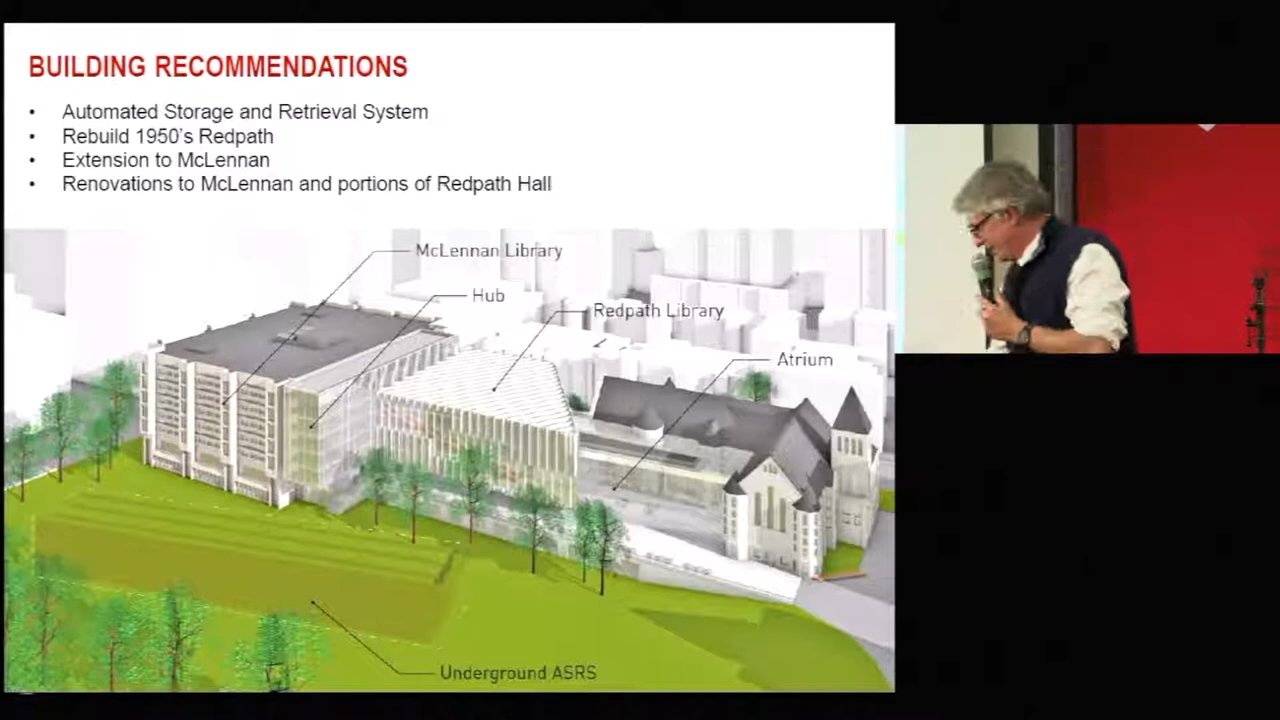 BUILDING RECOMMENDATIONS
• Automated Storage and Retrieval System
• Rebuild 1950's Redpath
• Extension to McLennan
• Renovations to McLennan and portions of Redpath Hall
McLennan Library
Hub
Redpath Library
Atrium
Underground ASRS